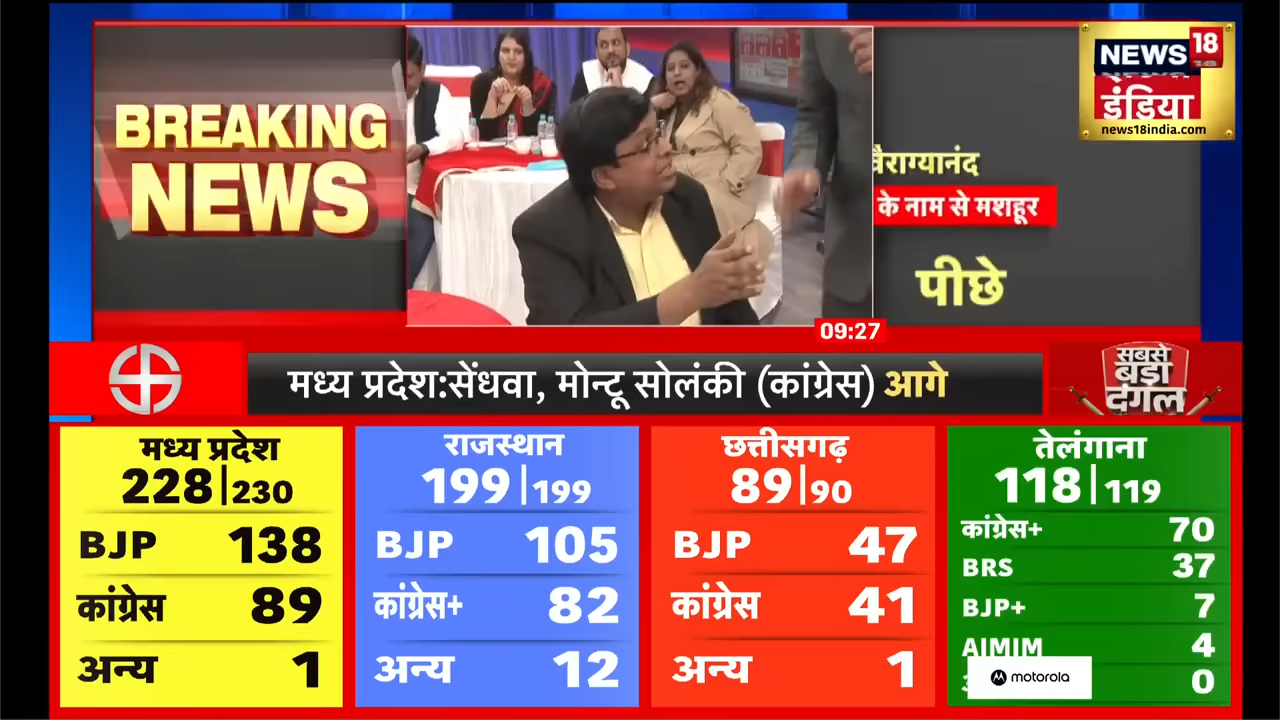 BREAKING
NEWS
NEWS 18
इंडिया
news18india.com
वैराग्यानंद
के नाम से मशहूर
पीछे
09:27
मध्य प्रदेश:सेंधवा, मोन्टू सोलंकी (कांग्रेस) आगे
सबसे
बड़ा
दंगल
मध्य प्रदेश
228|230
BJP 138
कांग्रेस 89
अन्य 1
राजस्थान
199|199
BJP 105
कांग्रेस+ 82
अन्य 12
छत्तीसगढ़
89|90
BJP 47
कांग्रेस 41
अन्य 1
तेलंगाना
118|119
कांग्रेस+ 70
BRS 37
BJP+ 7
AIMIM 4
0
motorola